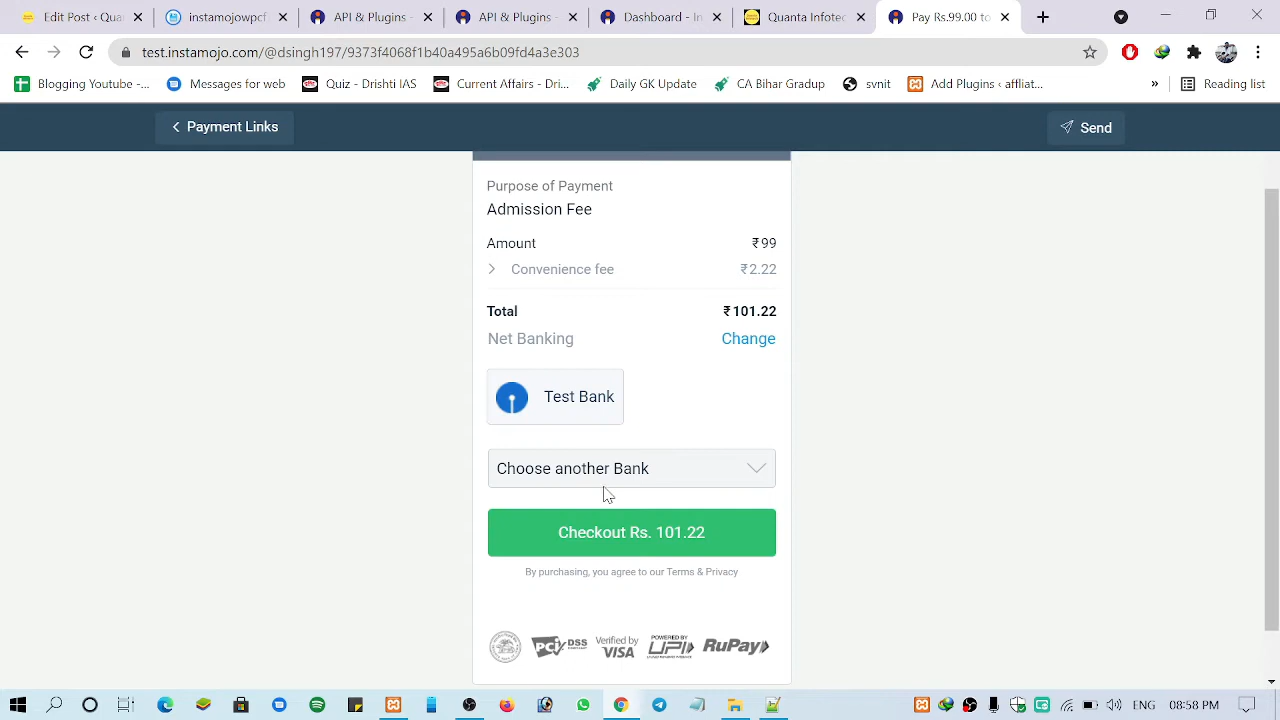 Edit Post "Qua
instamojowpcf
API & Plugins -
API & Plugins -
Dashboard - In
Quanta Infotec
Pay Rs.99.00 to
test.instamojo.com/@dsingh197/9373f4068f1b40a495a6b09fd4a3e303
Blogging Youtube -...
Messages for web
Quiz - Drishti IAS
Current Affairs - Dri...
Daily GK Update
CA Bihar Gradup
svnit
Add Plugins ‹ affliat...
»
Reading list
Payment Links
Send
Purpose of Payment
Admission Fee
Amount ₹99
Convenience fee ₹2.22
Total ₹101.22
Net Banking Change
Test Bank
Choose another Bank
Checkout Rs. 101.22
By purchasing, you agree to our Terms & Privacy
PCI DSS
Verified by
VISA
POWERED BY
UPI
RuPay
ENG 08:58 PM